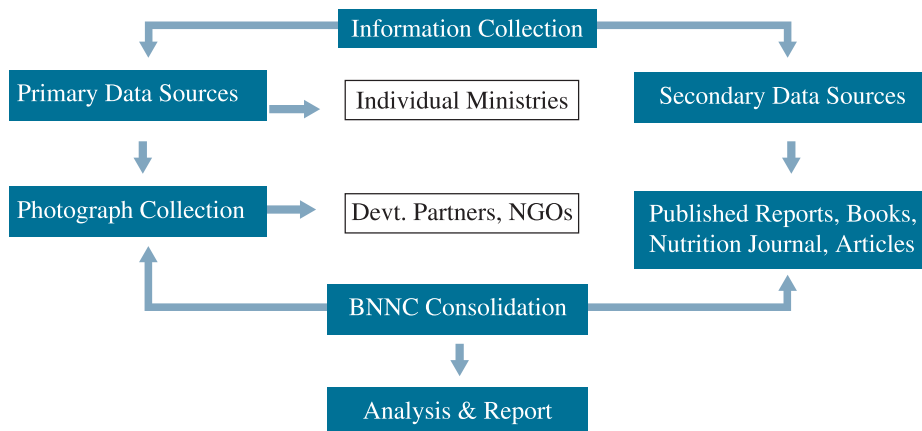 Information Collection
Primary Data Sources
Individual Ministries
Secondary Data Sources
Photograph Collection
Devt. Partners, NGOs
Published Reports, Books,
Nutrition Journal, Articles
BNNC Consolidation
Analysis & Report